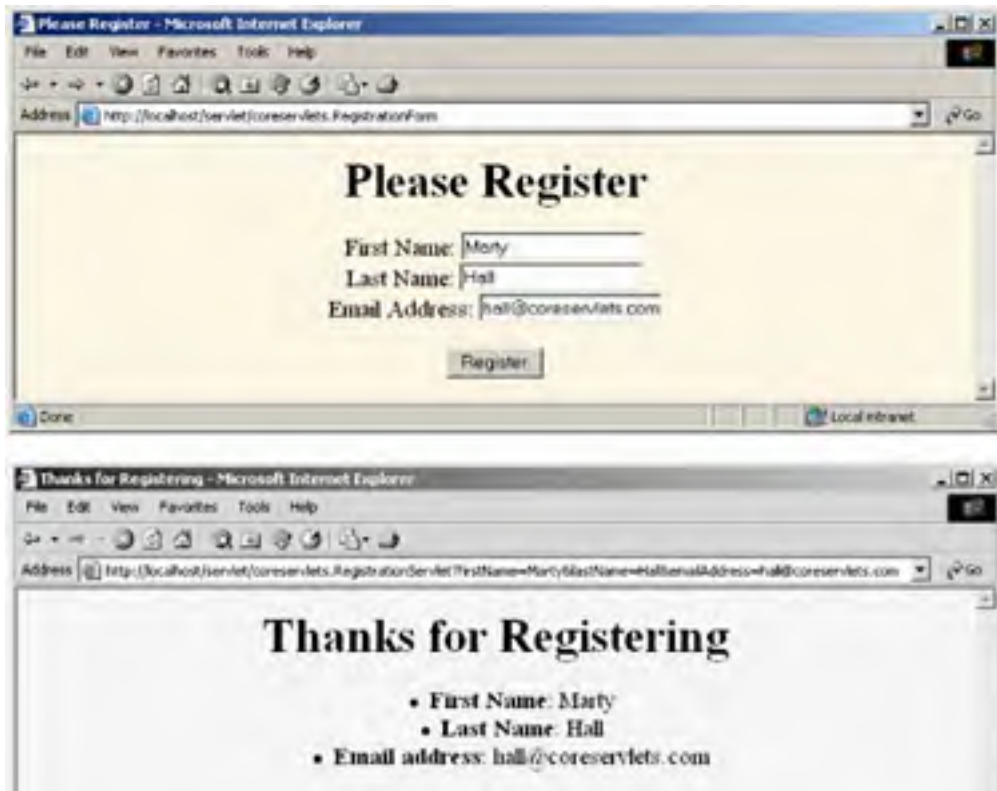 Please Register - Microsoft Internet Explorer
File Edit View Favorites Tools Help
Address http://localhost/servlet/coreservlets.RegistrationForm Go
Please Register
First Name: Marty
Last Name: Hall
Email Address: hall@coreservlets.com
Register
Done Local intranet
Thanks for Registering - Microsoft Internet Explorer
File Edit View Favorites Tools Help
Address http://localhost/servlet/coreservlets.RegistrationServlet?firstName=Marty&lastName=Hall&emailAddress=hall@coreservlets.com Go
Thanks for Registering
• First Name: Marty
• Last Name: Hall
• Email address: hall@coreservlets.com